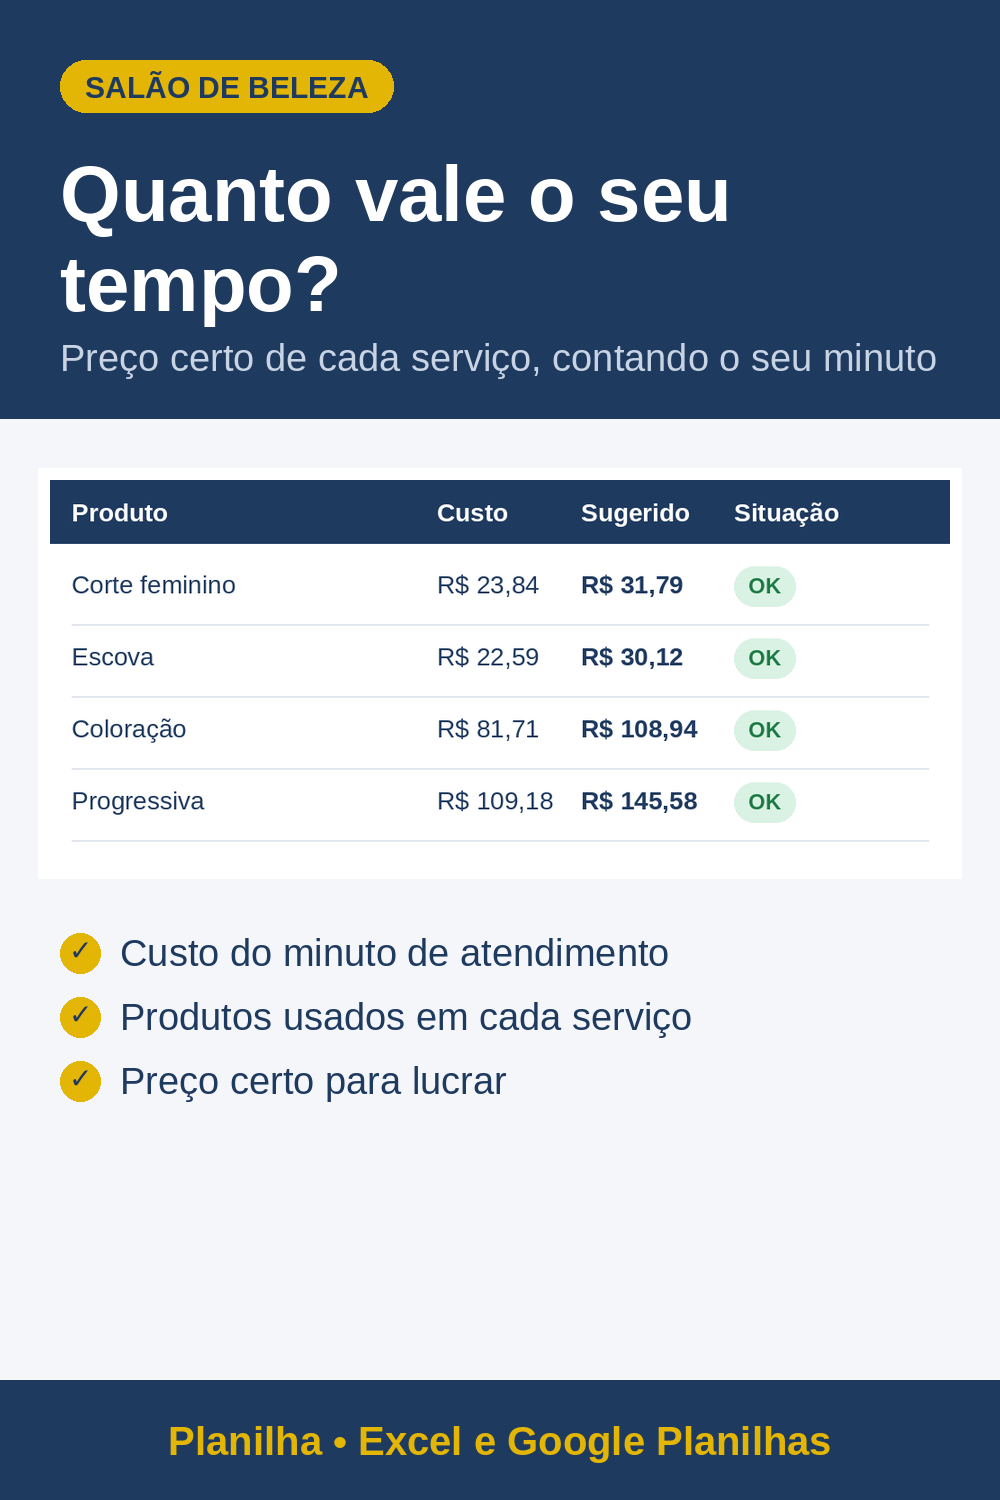 SALÃO DE BELEZA
Quanto vale o seu
tempo?
Preço certo de cada serviço, contando o seu minuto
Produto Custo Sugerido Situação
Corte feminino R$ 23,84 R$ 31,79 OK
Escova R$ 22,59 R$ 30,12 OK
Coloração R$ 81,71 R$ 108,94 OK
Progressiva R$ 109,18 R$ 145,58 OK
✓ Custo do minuto de atendimento
✓ Produtos usados em cada serviço
✓ Preço certo para lucrar
Planilha • Excel e Google Planilhas